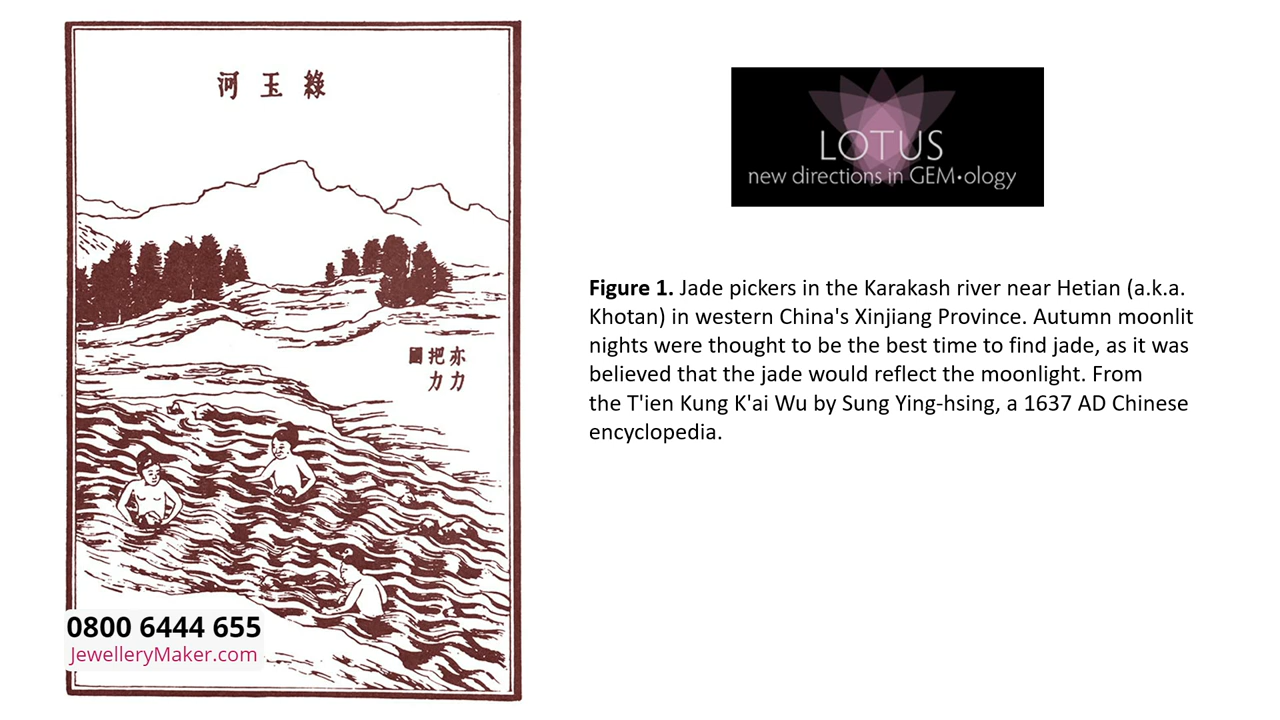 綠玉河
亦力
把力
0800 6444 655
JewelleryMaker.com
LOTUS
new directions in GEM•ology
Figure 1. Jade pickers in the Karakash river near Hetian (a.k.a.
Khotan) in western China's Xinjiang Province. Autumn moonlit
nights were thought to be the best time to find jade, as it was
believed that the jade would reflect the moonlight. From
the T'ien Kung K'ai Wu by Sung Ying-hsing, a 1637 AD Chinese
encyclopedia.